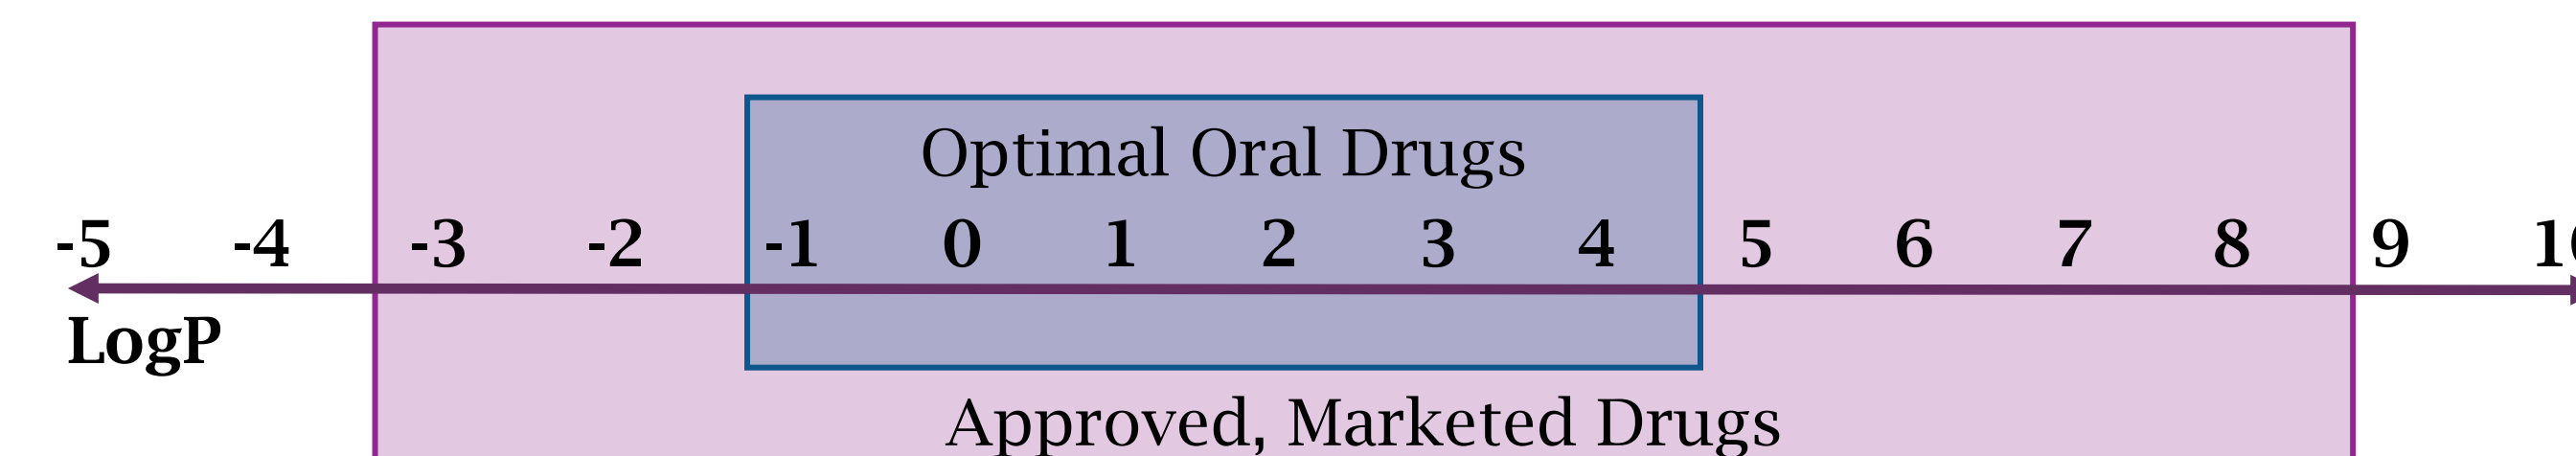 Optimal Oral Drugs
-5 -4 -3 -2 -1 0 1 2 3 4 5 6 7 8 9
LogP
Approved, Marketed Drugs